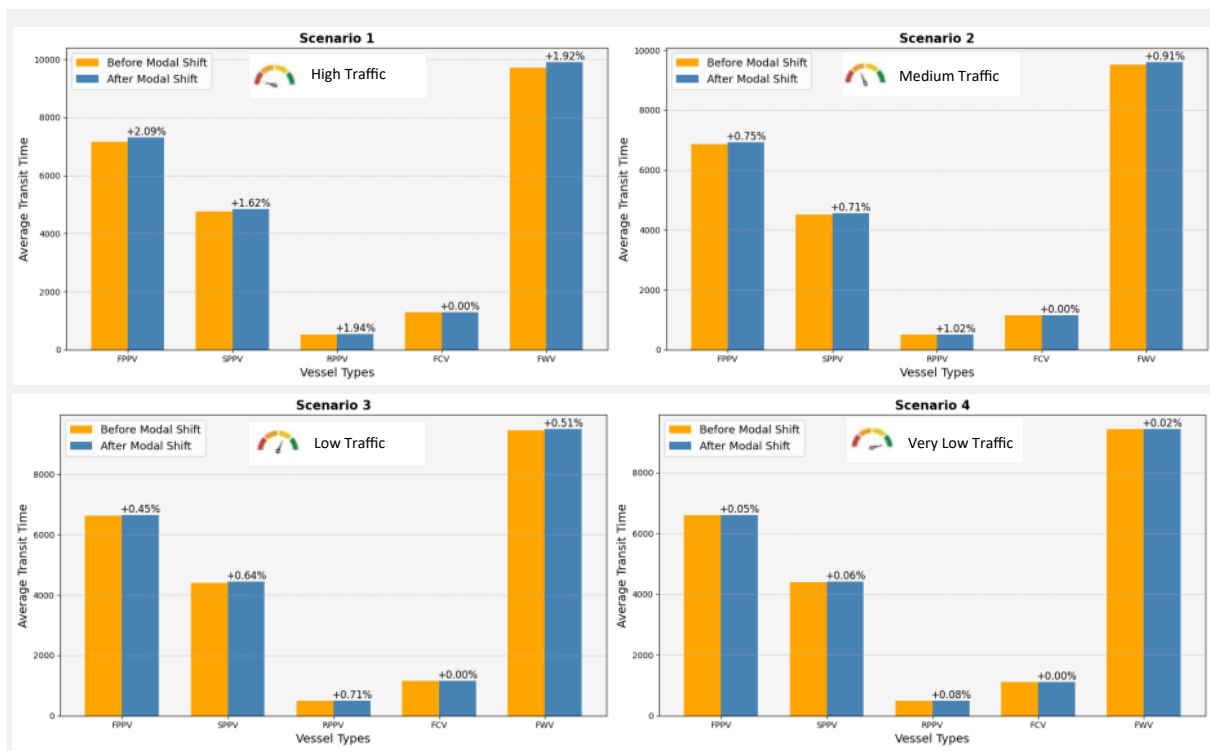 Scenario 1
Before Modal Shift
After Modal Shift
High Traffic
+2.09%
+1.62%
+1.94%
+0.00%
+1.92%
Average Transit Time
10000
8000
6000
4000
2000
0
FPPV
SPPV
RPPV
FCV
FWV
Vessel Types
Scenario 2
Before Modal Shift
After Modal Shift
Medium Traffic
+0.75%
+0.71%
+1.02%
+0.00%
+0.91%
Average Transit Time
10000
8000
6000
4000
2000
0
FPPV
SPPV
RPPV
FCV
FWV
Vessel Types
Scenario 3
Before Modal Shift
After Modal Shift
Low Traffic
+0.45%
+0.64%
+0.71%
+0.00%
+0.51%
Average Transit Time
8000
6000
4000
2000
0
FPPV
SPPV
RPPV
FCV
FWV
Vessel Types
Scenario 4
Before Modal Shift
After Modal Shift
Very Low Traffic
+0.05%
+0.06%
+0.08%
+0.00%
+0.02%
Average Transit Time
8000
6000
4000
2000
0
FPPV
SPPV
RPPV
FCV
FWV
Vessel Types